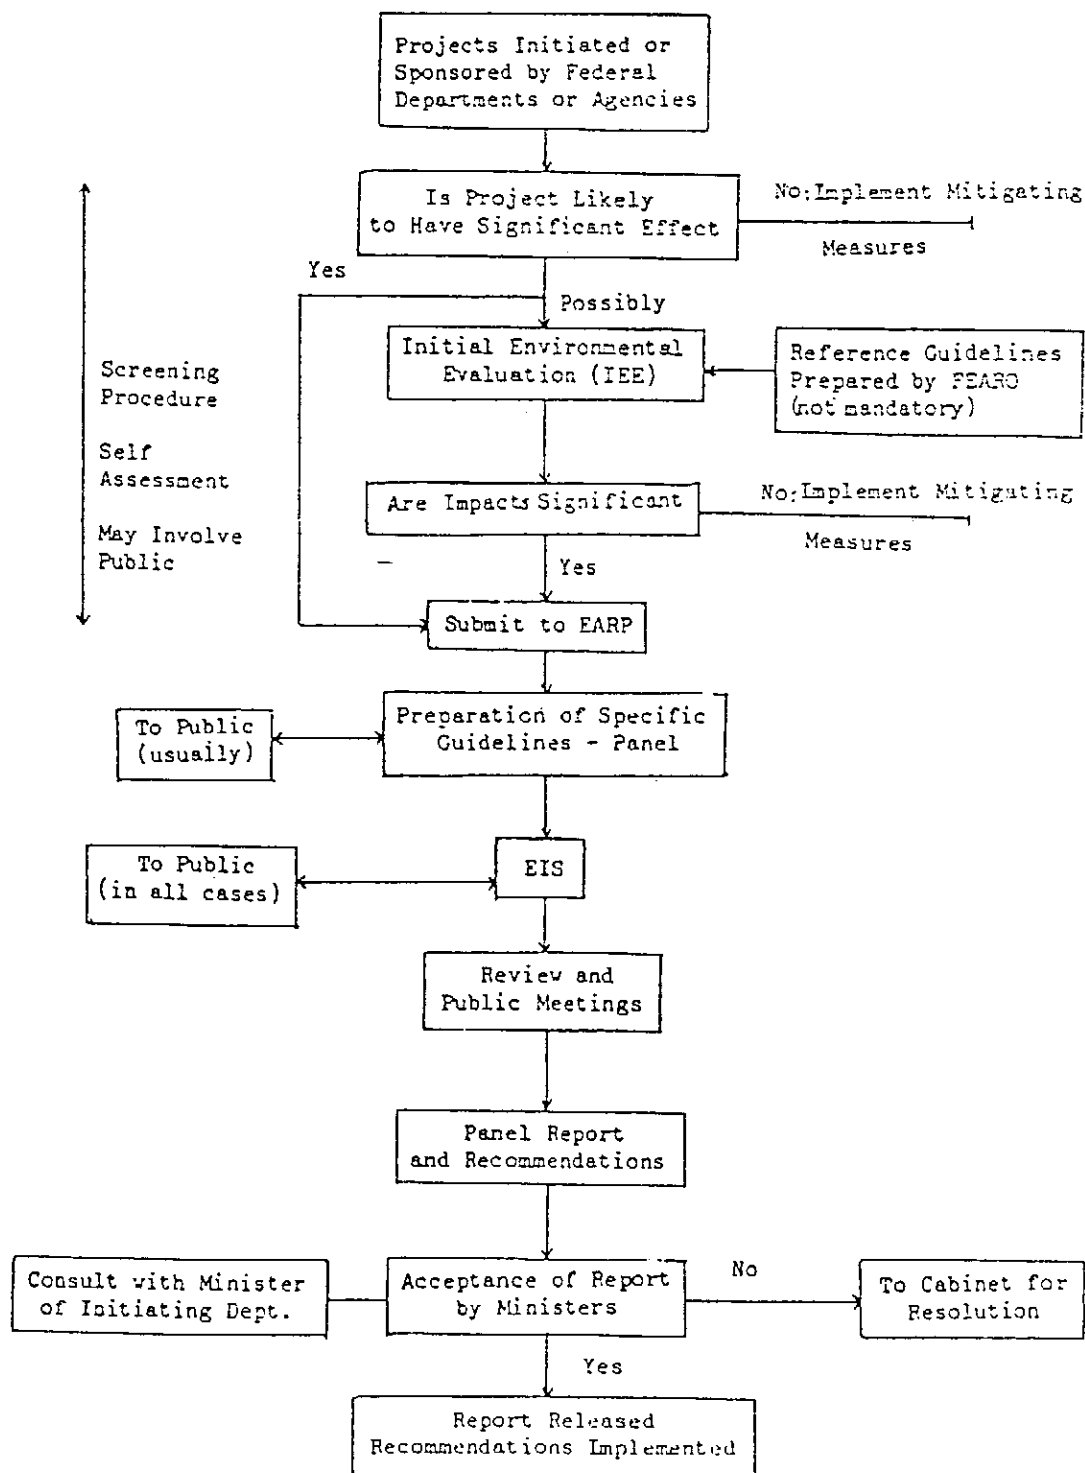 Projects Initiated or
Sponsored by Federal
Departments or Agencies
Is Project Likely
to Have Significant Effect
No: Implement Mitigating
Measures
Yes
Possibly
Initial Environmental
Evaluation (IEE)
Reference Guidelines
Prepared by FEARO
(not mandatory)
Screening
Procedure
Self
Assessment
May Involve
Public
Are Impacts Significant
No: Implement Mitigating
Measures
Yes
Submit to EARP
Preparation of Specific
Guidelines - Panel
To Public
(usually)
EIS
To Public
(in all cases)
Review and
Public Meetings
Panel Report
and Recommendations
Consult with Minister
of Initiating Dept.
Acceptance of Report
by Ministers
No
To Cabinet for
Resolution
Yes
Report Released
Recommendations Implemented